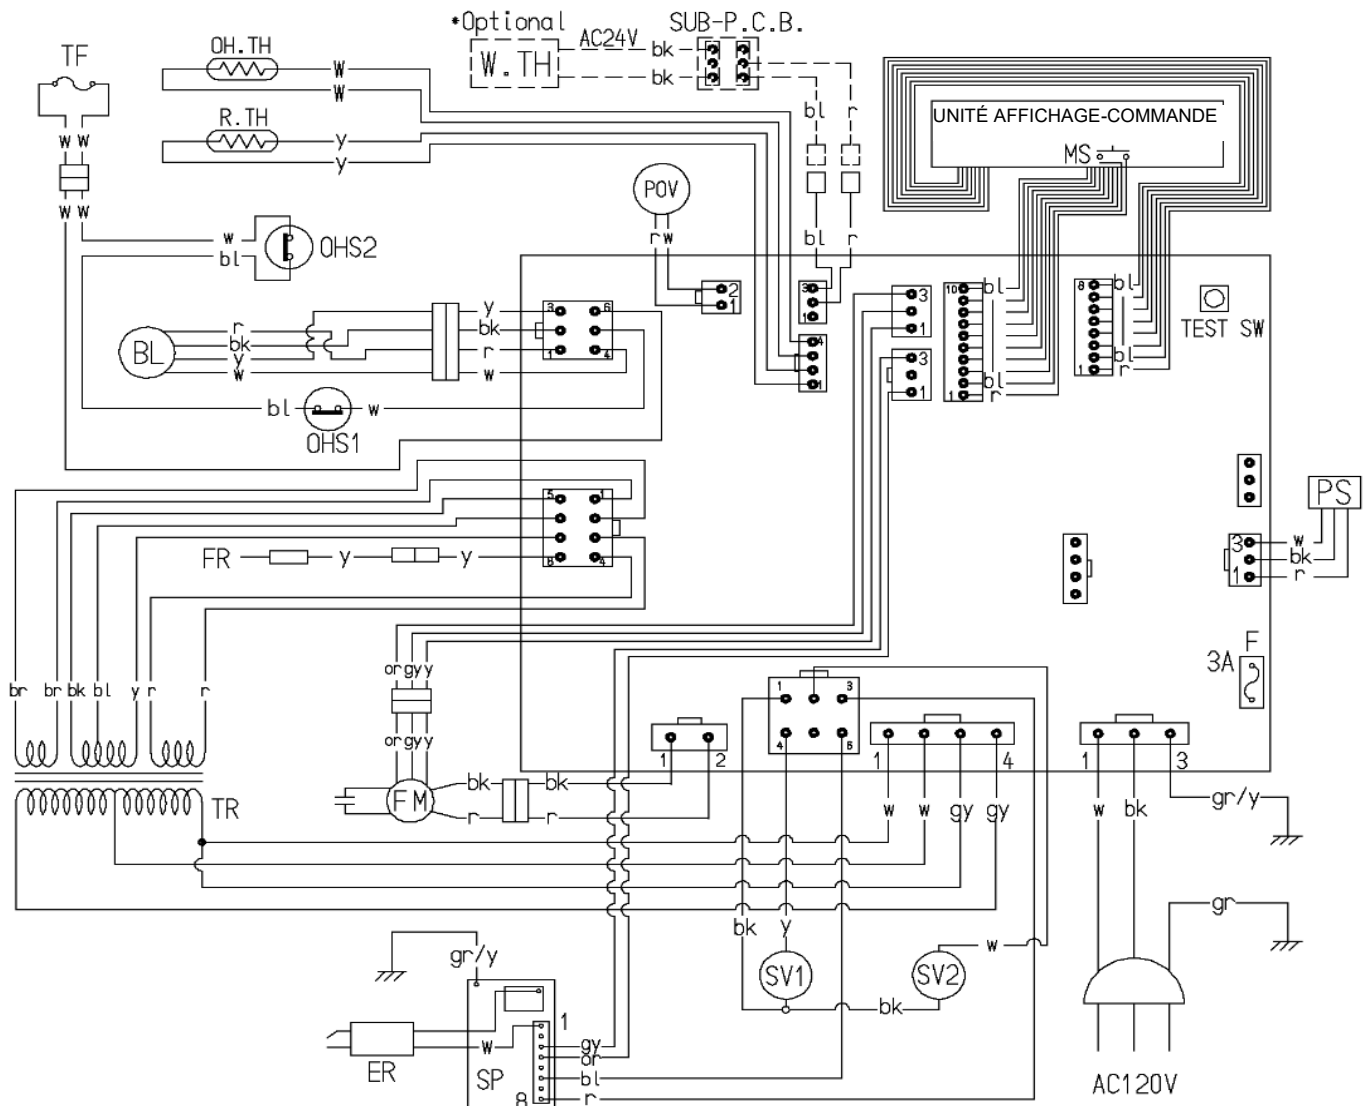 *Optional
SUB-P.C.B.
TF
OH.TH
W
W
W.TH
AC24V
bk
bk
R.TH
y
y
bl
r
UNITÉ AFFICHAGE-COMMANDE
MS
W W
W W
POV
r w
bl
r
w
bl
OHS2
2
1
3
1
3
1
10
bl
8
bl
TEST SW
BL
r
bk
y
w
y
bk
r
w
3
6
1
4
4
1
3
1
bl
r
1
bl
r
1
bl
w
OHS1
5
1
8
4
FR
y
y
PS
3
1
w
bk
r
F
3A
br
br
bk
bl
y
r
r
or gy y
or gy y
1
3
4
6
1
2
1
4
1
3
TR
FM
bk
bk
r
r
w
w
gy
gy
w
bk
gr/y
gr
bk
y
w
SV1
SV2
bk
gr/y
ER
w
SP
1
8
gy
or
bl
r
AC120V